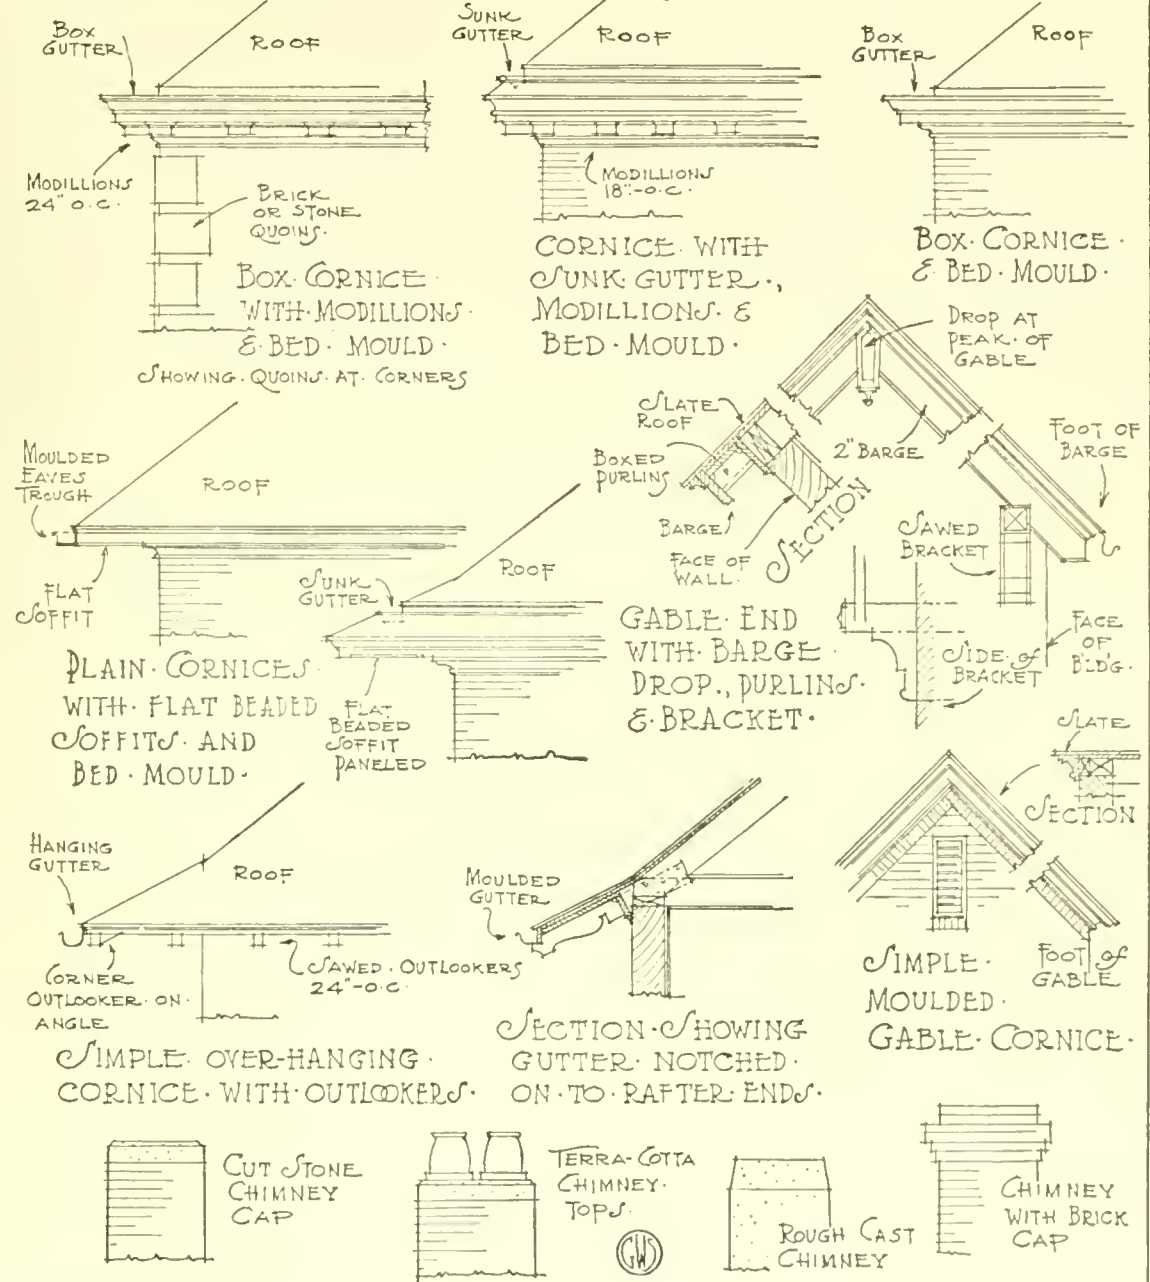 BOX
GUTTER
ROOF
MODILLIONS
24" O.C.
BRICK
OR STONE
QUOINS.
BOX. CORNICE
WITH. MODILLIONS
& BED. MOULD.
SHOWING. QUOINS. AT. CORNERS
SUNK
GUTTER
ROOF
MODILLIONS
18"-O.C.
CORNICE. WITH
SUNK. GUTTER.,
MODILLIONS. &
BED. MOULD.
BOX
GUTTER
ROOF
BOX. CORNICE.
& BED. MOULD.
MOULDED
EAVES
TROUGH
ROOF
FLAT
SOFFIT
PLAIN. CORNICES.
WITH. FLAT BEADED
SOFFITS. AND
BED. MOULD.
SUNK
GUTTER
ROOF
FLAT
BEADED
SOFFIT
PANELED
DROP AT
PEAK. OF
GABLE
SLATE
ROOF
BOXED
PURLINS
2" BARGE
FOOT OF
BARGE
BARGE
FACE OF
WALL.
SECTION
SAWED
BRACKET
SIDE. of
BRACKET
FACE
OF
B'LD'G.
GABLE. END
WITH. BARGE.
DROP., PURLINS.
& BRACKET.
HANGING
GUTTER
ROOF
CORNER
OUTLOOKER. ON.
ANGLE
SAWED. OUTLOOKERS
24"-O.C.
SIMPLE. OVER-HANGING.
CORNICE. WITH. OUTLOOKERS.
MOULDED
GUTTER
SECTION. SHOWING
GUTTER. NOTCHED.
ON. TO. RAFTER. ENDS.
SLATE
SECTION
FOOT of
GABLE
SIMPLE.
MOULDED.
GABLE. CORNICE.
CUT STONE
CHIMNEY
CAP
TERRA-COTTA
CHIMNEY.
TOPS.
GWS
ROUGH CAST
CHIMNEY
CHIMNEY
WITH BRICK
CAP